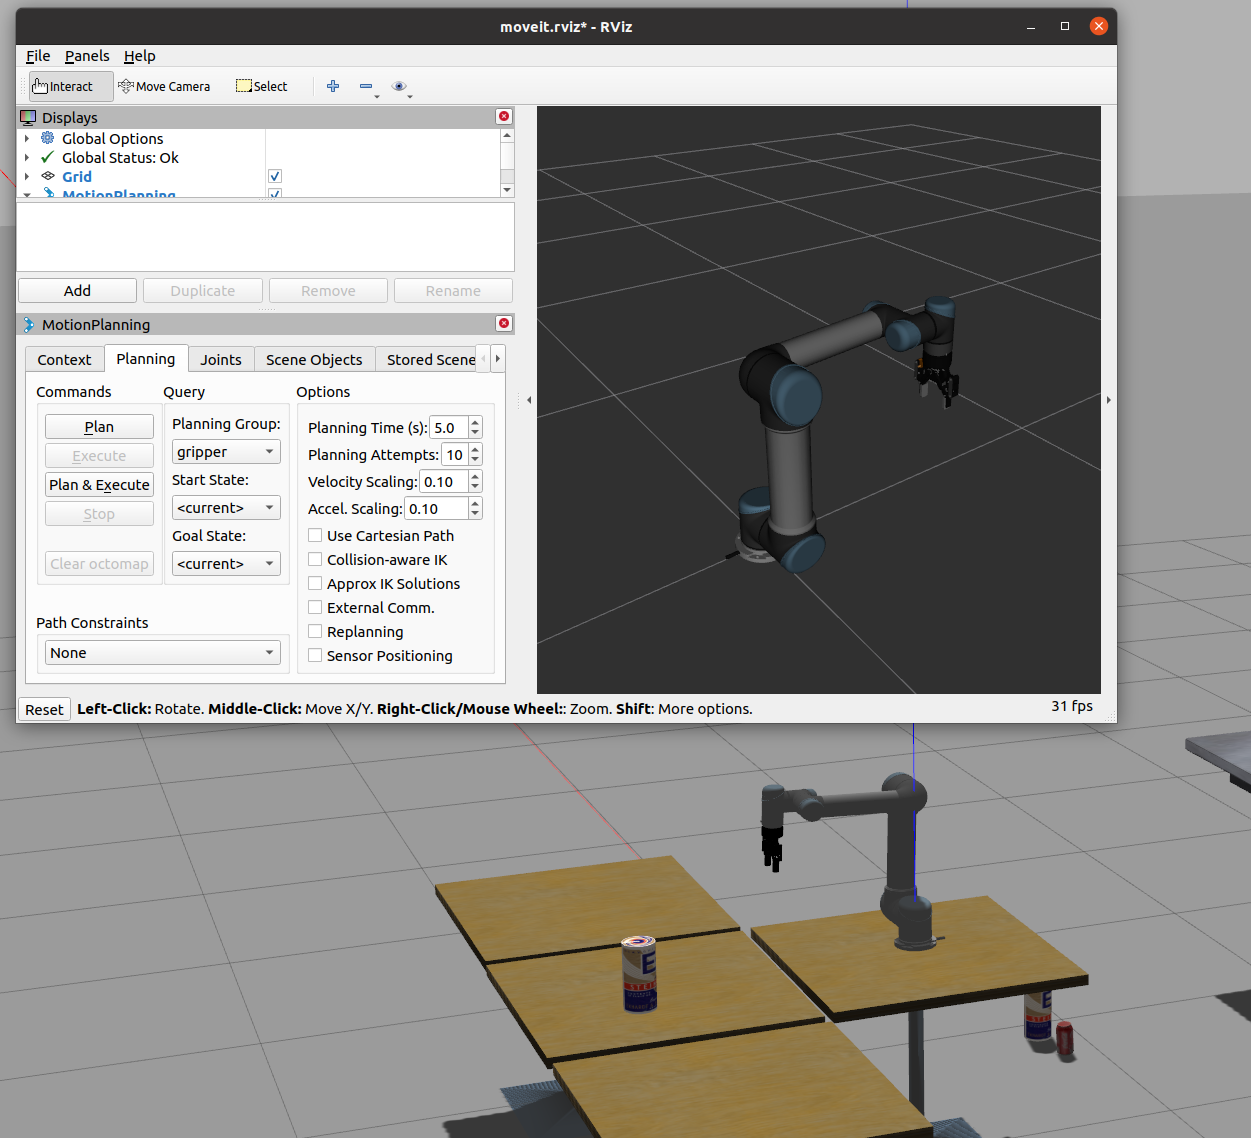 moveit.rviz* - RViz
File Panels Help
Interact Move Camera Select
Displays
Global Options
Global Status: Ok
Grid
MotionPlanning
Add Duplicate Remove Rename
MotionPlanning
Context Planning Joints Scene Objects Stored Scene
Commands Query Options
Plan
Execute
Plan & Execute
Stop
Clear octomap
Planning Group:
gripper
Start State:
<current>
Goal State:
<current>
Planning Time (s): 5.0
Planning Attempts: 10
Velocity Scaling: 0.10
Accel. Scaling: 0.10
Use Cartesian Path
Collision-aware IK
Approx IK Solutions
External Comm.
Replanning
Sensor Positioning
Path Constraints
None
Reset Left-Click: Rotate. Middle-Click: Move X/Y. Right-Click/Mouse Wheel:: Zoom. Shift: More options. 31 fps
E
STEI
E